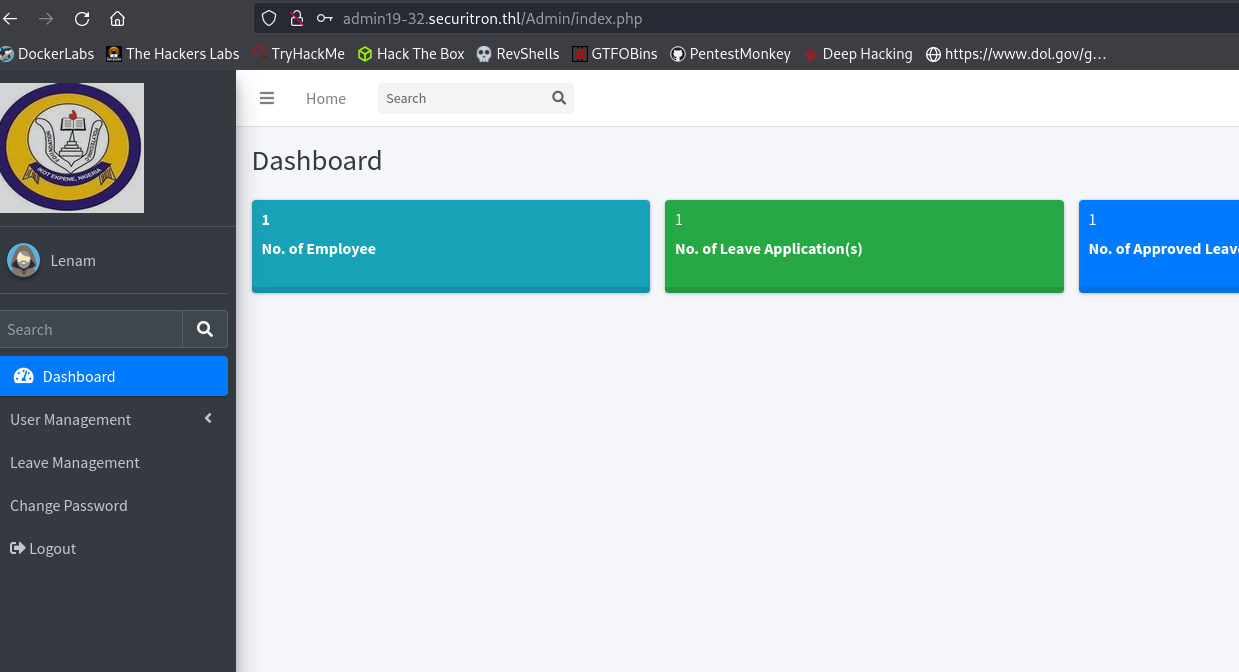 admin19-32.securitron.thl/Admin/index.php
DockerLabs The Hackers Labs TryHackMe Hack The Box RevShells GTFOBins PentestMonkey Deep Hacking https://www.dol.gov/g…
IKOT EKPENE, NIGERIA
Lenam
Search
Dashboard
User Management
Leave Management
Change Password
Logout
Home
Search
Dashboard
1
No. of Employee
1
No. of Leave Application(s)
1
No. of Approved Leav